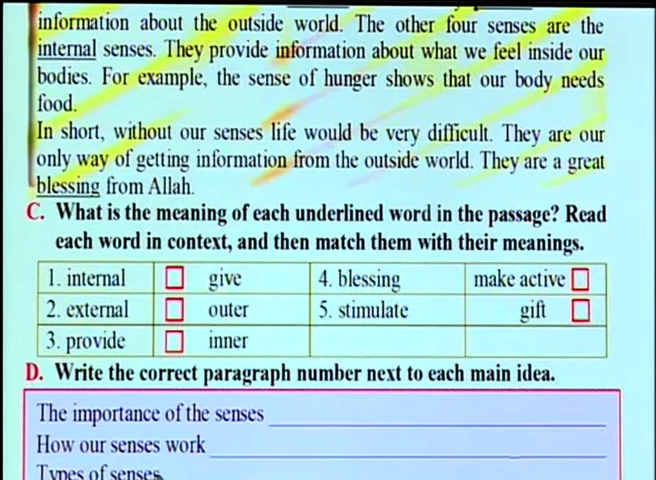 information about the outside world. The other four senses are the
internal senses. They provide information about what we feel inside our
bodies. For example, the sense of hunger shows that our body needs
food.
In short, without our senses life would be very difficult. They are our
only way of getting information from the outside world. They are a great
blessing from Allah.
C. What is the meaning of each underlined word in the passage? Read
each word in context, and then match them with their meanings.
1. internal give 4. blessing make active
2. external outer 5. stimulate gift
3. provide inner
D. Write the correct paragraph number next to each main idea.
The importance of the senses
How our senses work
Types of senses